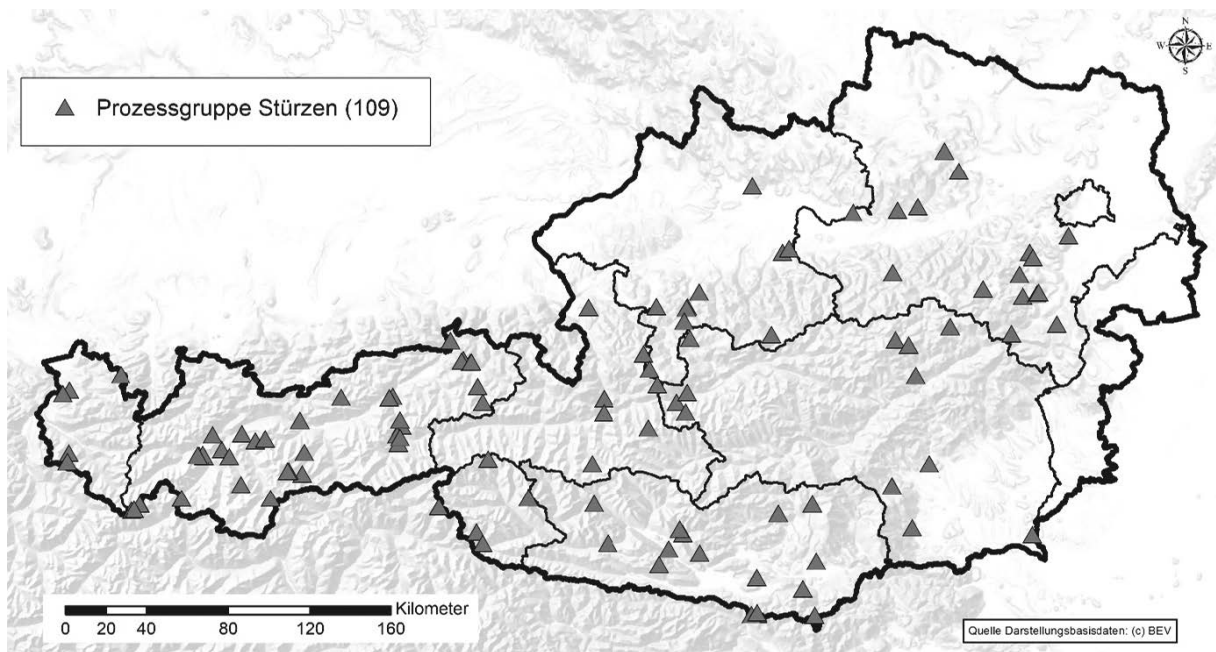 N
W E
S
Prozessgruppe Stürzen (109)
Kilometer
0 20 40 80 120 160
Quelle Darstellungsbasisdaten: (c) BEV